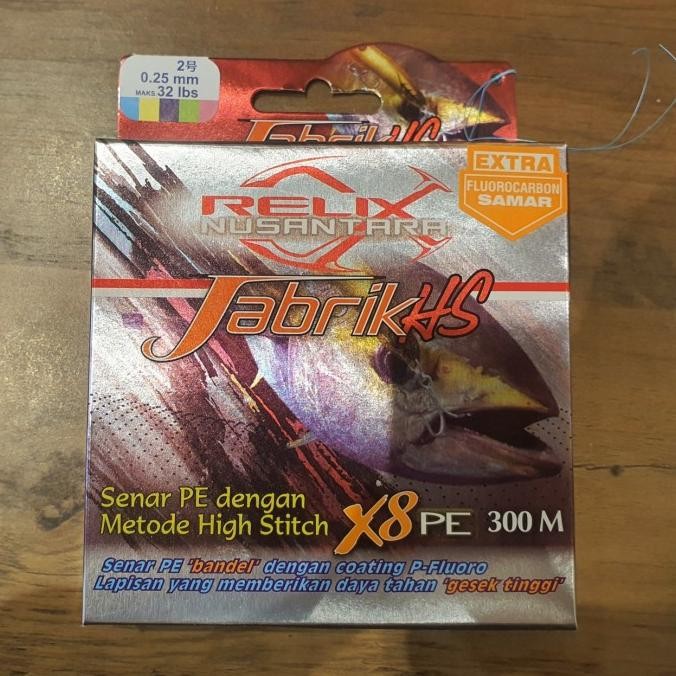 2号
0.25 mm
MAKS. 32 lbs
JabrikHS
EXTRA
FLUOROCARBON
SAMAR
RELIX
NUSANTARA
JabrikHS
Senar PE dengan
Metode High Stitch X8 PE 300 M
Senar PE 'bandel' dengan coating P-Fluoro
Lapisan yang memberikan daya tahan 'gesek tinggi'